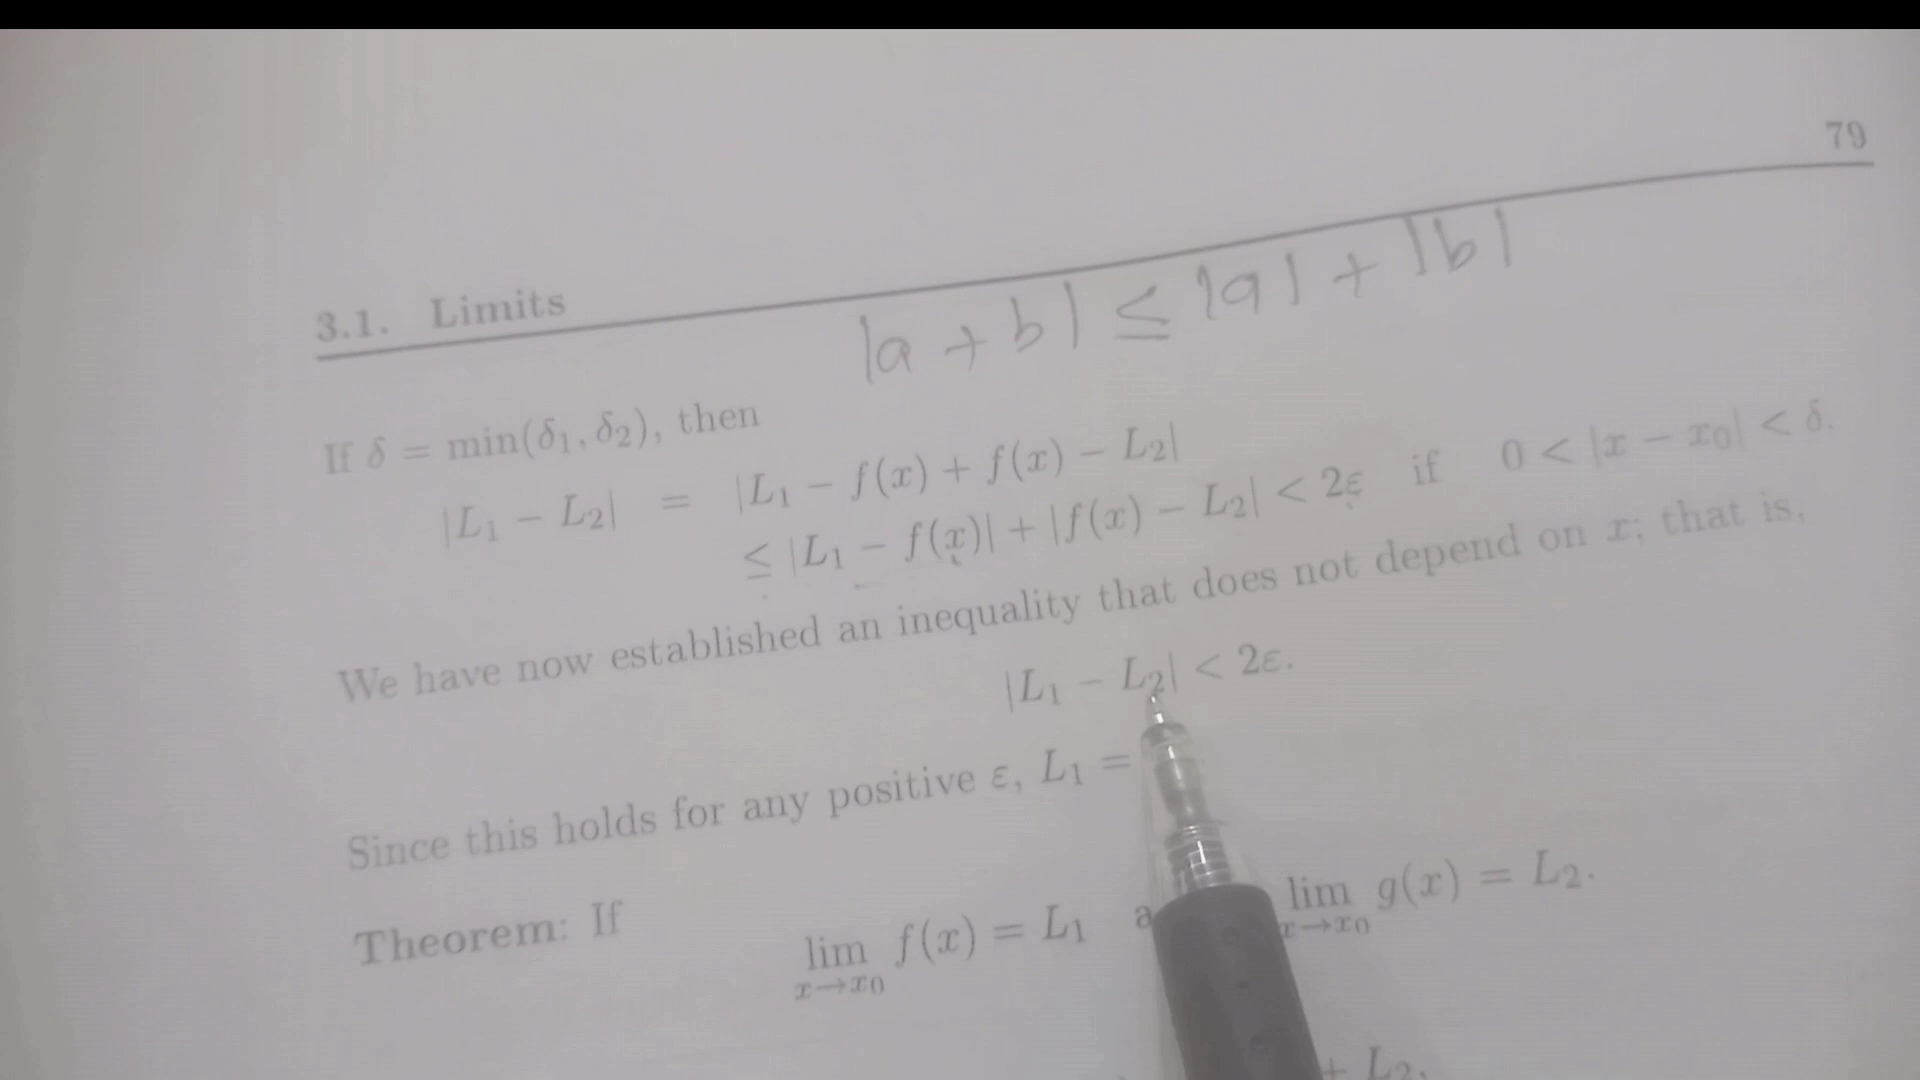 79
3.1. Limits
|a + b| ≤ |a| + |b|
If δ = min(δ₁, δ₂), then
|L₁ − L₂| = |L₁ − f(x) + f(x) − L₂|
≤ |L₁ − f(x)| + |f(x) − L₂| < 2ε if 0 < |x − x₀| < δ.
We have now established an inequality that does not depend on x; that is,
|L₁ − L₂| < 2ε.
Since this holds for any positive ε, L₁ =
Theorem: If
lim x→x₀ f(x) = L₁ a lim x→x₀ g(x) = L₂.
+ L₂,